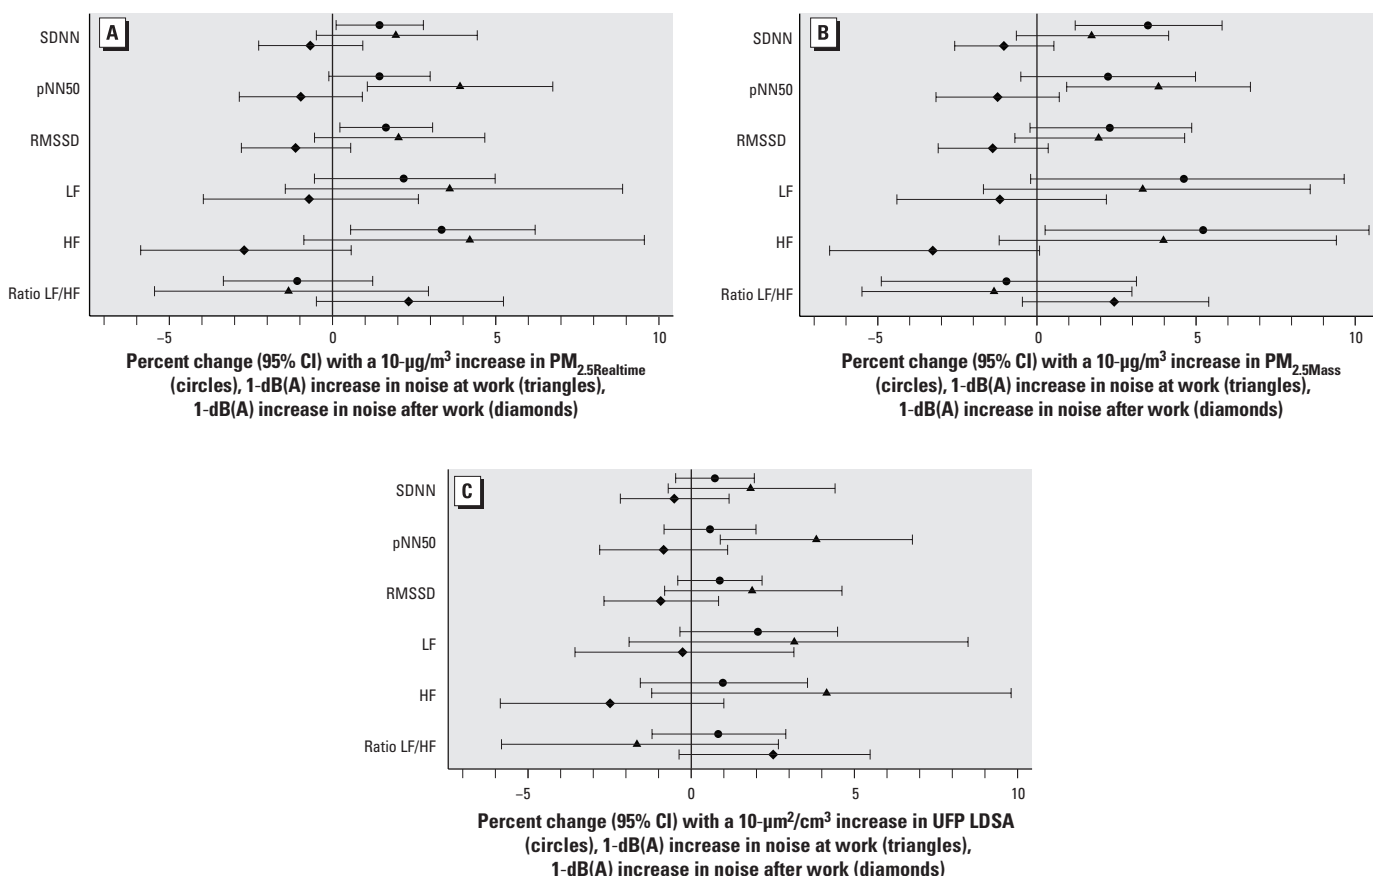 A
SDNN
pNN50
RMSSD
LF
HF
Ratio LF/HF
−5 0 5 10
Percent change (95% CI) with a 10-μg/m³ increase in PM2.5Realtime
(circles), 1-dB(A) increase in noise at work (triangles),
1-dB(A) increase in noise after work (diamonds)
B
SDNN
pNN50
RMSSD
LF
HF
Ratio LF/HF
−5 0 5 10
Percent change (95% CI) with a 10-μg/m³ increase in PM2.5Mass
(circles), 1-dB(A) increase in noise at work (triangles),
1-dB(A) increase in noise after work (diamonds)
C
SDNN
pNN50
RMSSD
LF
HF
Ratio LF/HF
−5 0 5 10
Percent change (95% CI) with a 10-μm²/cm³ increase in UFP LDSA
(circles), 1-dB(A) increase in noise at work (triangles),
1-dB(A) increase in noise after work (diamonds)